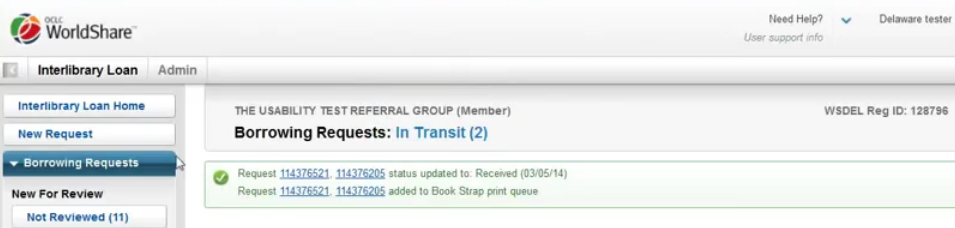 OCLC
WorldShare™
Need Help?
Delaware tester
User support info
Interlibrary Loan
Admin
Interlibrary Loan Home
New Request
Borrowing Requests
New For Review
Not Reviewed (11)
THE USABILITY TEST REFERRAL GROUP (Member)
WSDEL Reg ID: 128796
Borrowing Requests: In Transit (2)
Request 114376521, 114376205 status updated to: Received (03/05/14)
Request 114376521, 114376205 added to Book Strap print queue